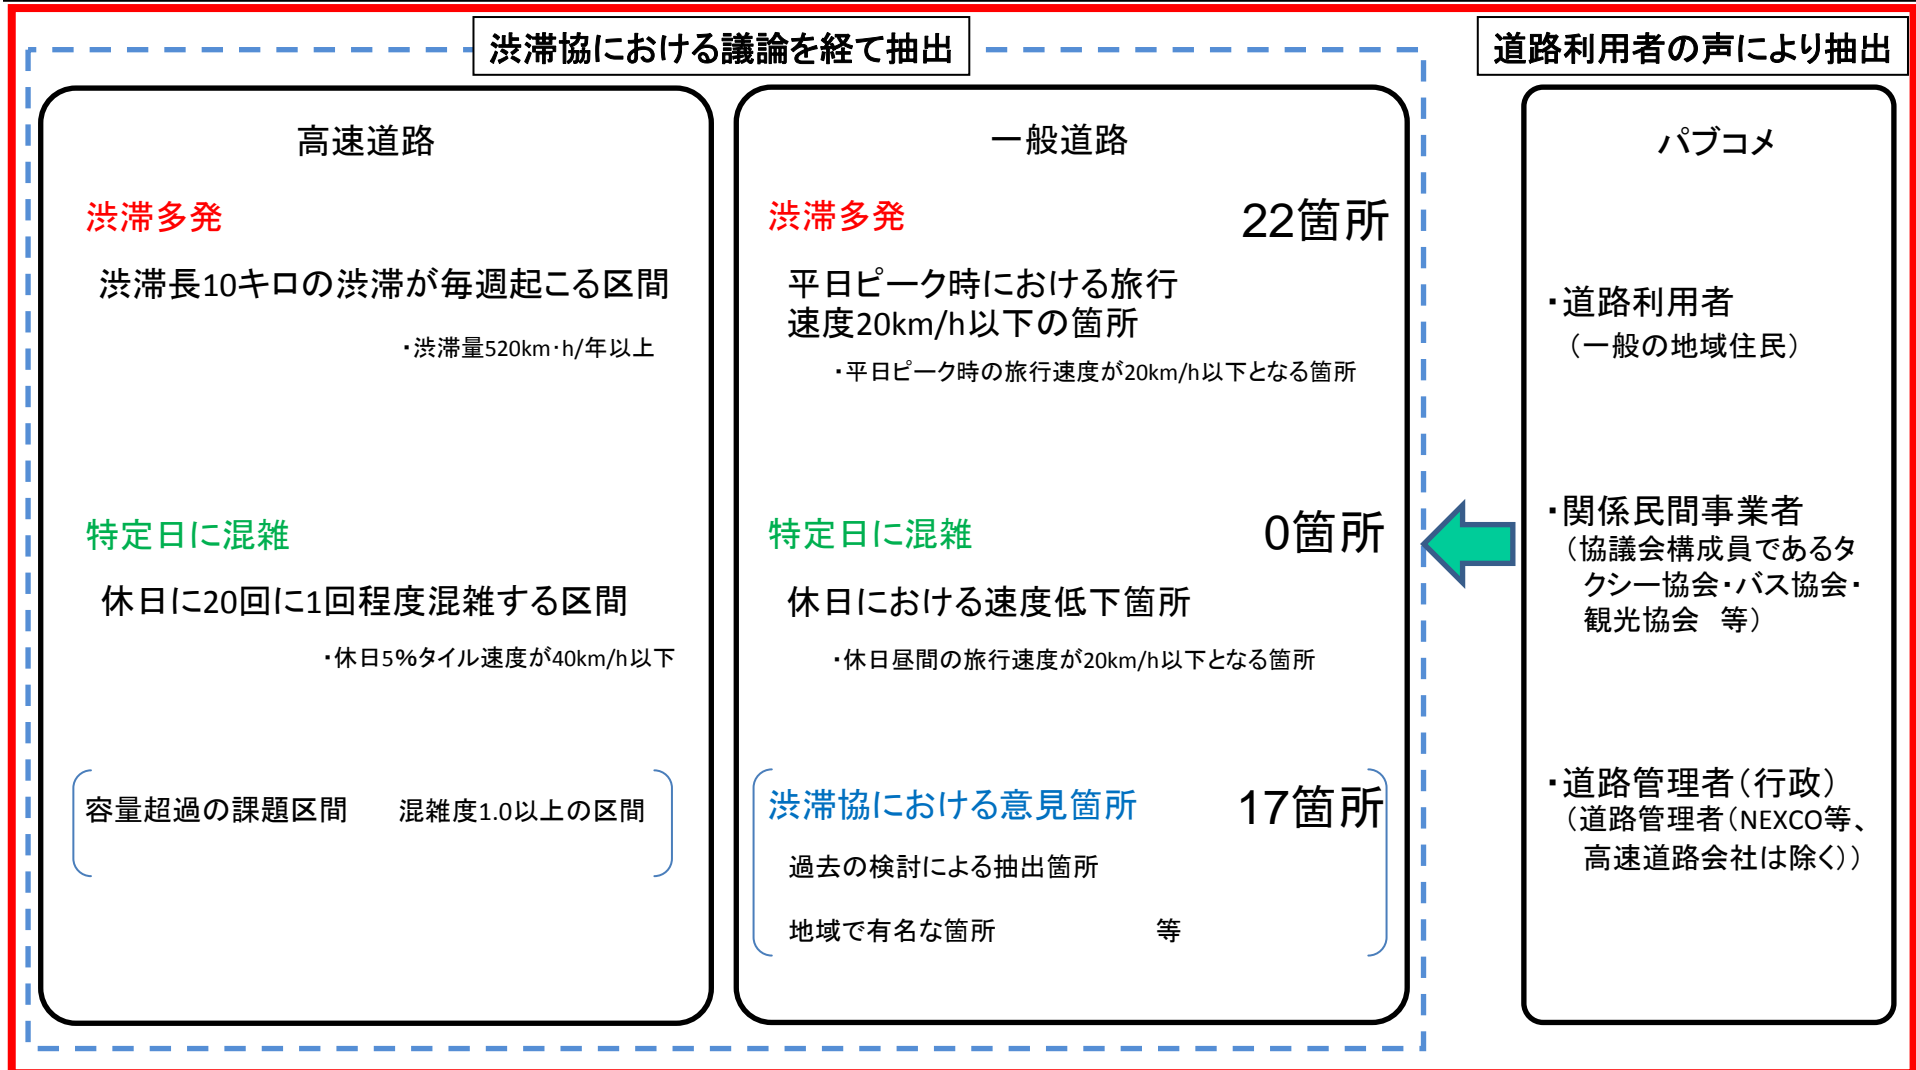 渋滞協における議論を経て抽出
道路利用者の声により抽出
高速道路
渋滞多発
渋滞長10キロの渋滞が毎週起こる区間
・渋滞量520km・h/年以上
特定日に混雑
休日に20回に1回程度混雑する区間
・休日5%タイル速度が40km/h以下
容量超過の課題区間 混雑度1.0以上の区間
一般道路
渋滞多発 22箇所
平日ピーク時における旅行
速度20km/h以下の箇所
・平日ピーク時の旅行速度が20km/h以下となる箇所
特定日に混雑 0箇所
休日における速度低下箇所
・休日昼間の旅行速度が20km/h以下となる箇所
渋滞協における意見箇所 17箇所
過去の検討による抽出箇所
地域で有名な箇所 等
パブコメ
・道路利用者
（一般の地域住民）
・関係民間事業者
（協議会構成員であるタ
クシー協会・バス協会・
観光協会 等）
・道路管理者（行政）
（道路管理者（NEXCO等、
高速道路会社は除く））